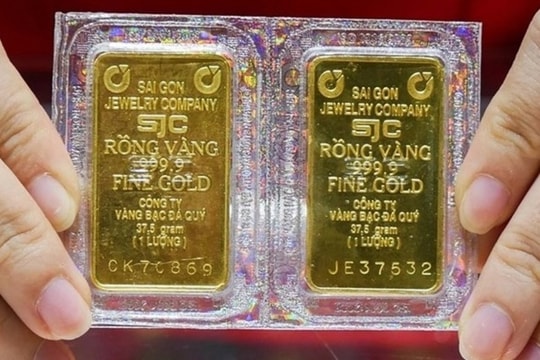 SAI GON
JEWELRY COMPANY
SJC
RỒNG VÀNG
999.9
FINE GOLD
CÔNG TY
VÀNG BẠC ĐÁ QUÝ
37,5 gram
(1 LƯỢNG)
CK70869
SAI GON
JEWELRY COMPANY
SJC
RỒNG VÀNG
999.9
FINE GOLD
CÔNG TY
VÀNG BẠC ĐÁ QUÝ
37,5 gram
(1 LƯỢNG)
JE37532